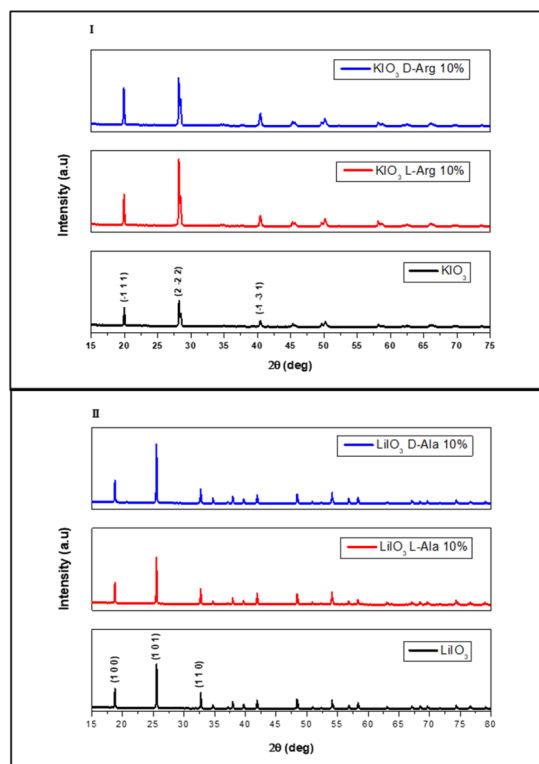 I
KIO3 D-Arg 10%
KIO3 L-Arg 10%
KIO3
Intensity (a.u)
(-1 1 1)
(2 -2 2)
(-1 -3 1)
15 20 25 30 35 40 45 50 55 60 65 70 75
2θ (deg)
II
LiIO3 D-Ala 10%
LiIO3 L-Ala 10%
LiIO3
Intensity (a.u)
(1 0 0)
(1 0 1)
(1 1 0)
15 20 25 30 35 40 45 50 55 60 65 70 75 80
2θ (deg)